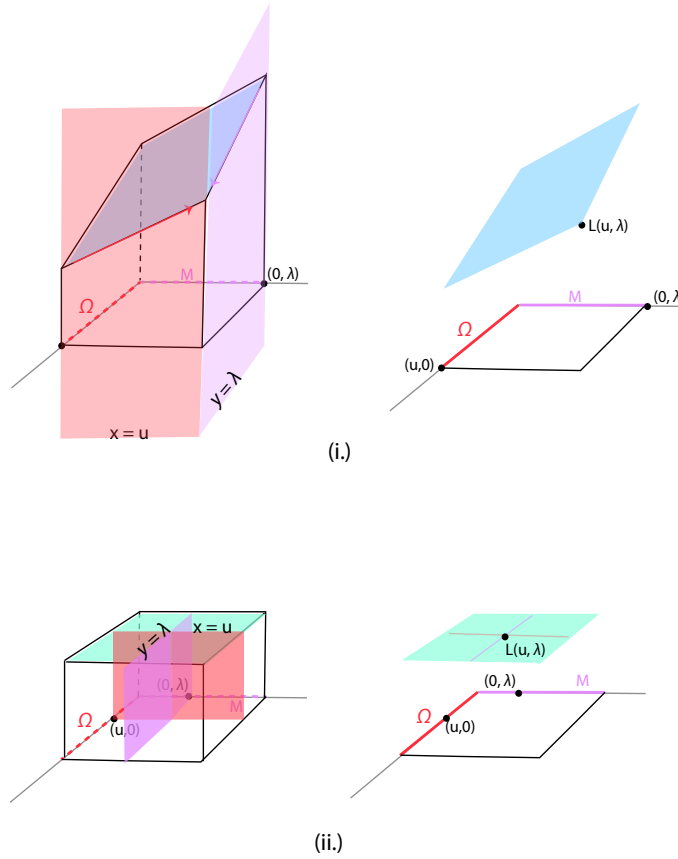 M
(0, λ)
Ω
y = λ
x = u
L(u, λ)
M
(0, λ)
Ω
(u,0)
(i.)
y = λ
x = u
(0, λ)
M
Ω
(u,0)
L(u, λ)
(0, λ)
M
Ω
(u,0)
(ii.)